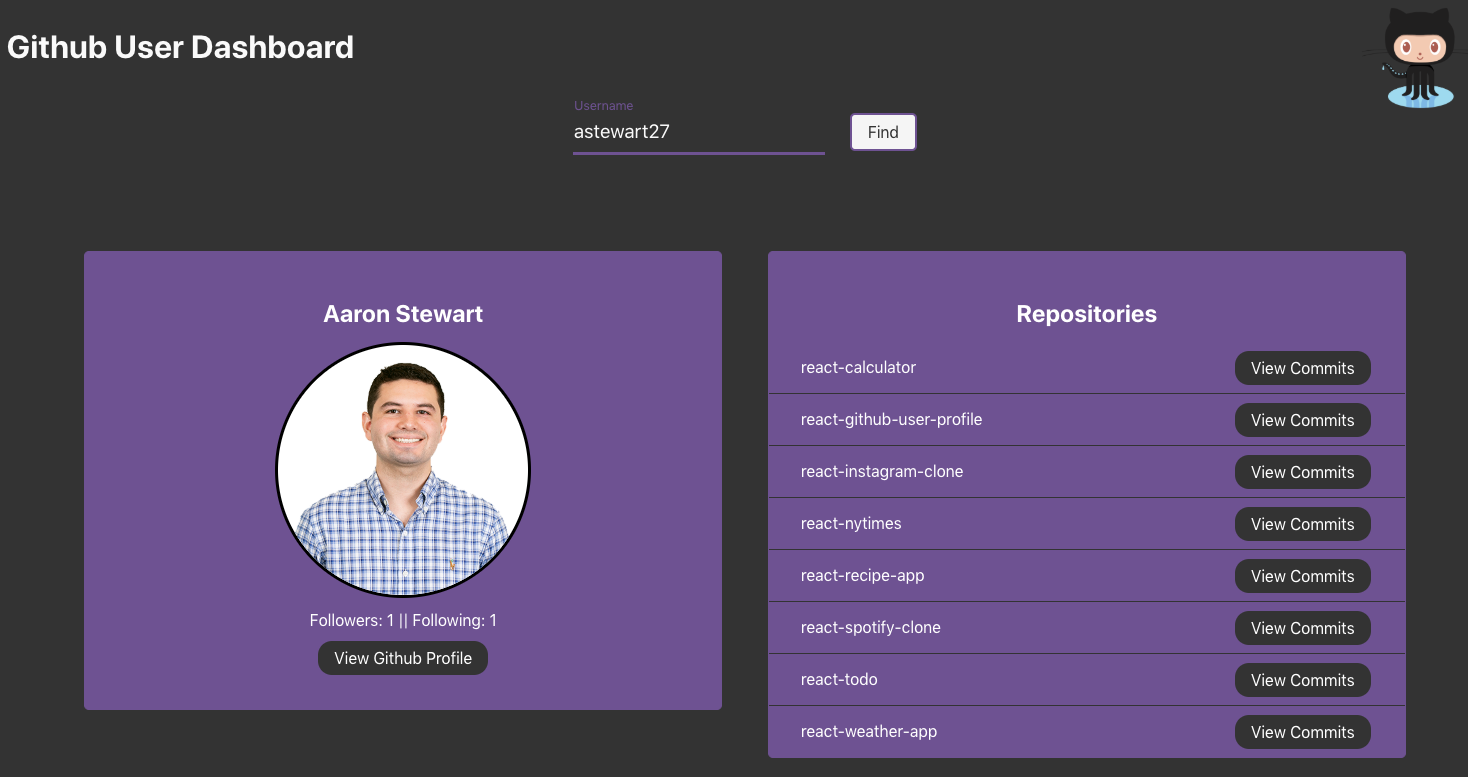 Github User Dashboard
Username
astewart27
Find
Aaron Stewart
Followers: 1 || Following: 1
View Github Profile
Repositories
react-calculator View Commits
react-github-user-profile View Commits
react-instagram-clone View Commits
react-nytimes View Commits
react-recipe-app View Commits
react-spotify-clone View Commits
react-todo View Commits
react-weather-app View Commits